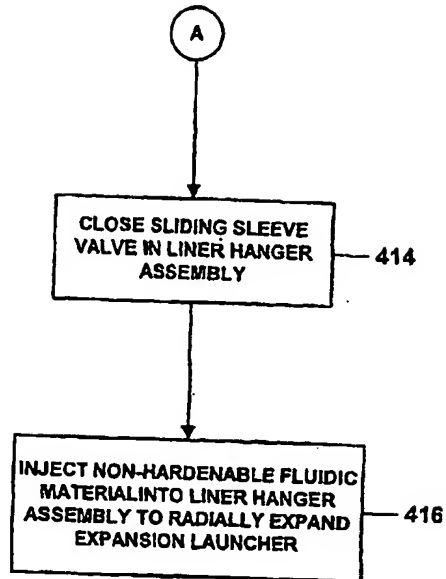 A
CLOSE SLIDING SLEEVE
VALVE IN LINER HANGER
ASSEMBLY
414
INJECT NON-HARDENABLE FLUIDIC
MATERIALINTO LINER HANGER
ASSEMBLY TO RADIALLY EXPAND
EXPANSION LAUNCHER
416